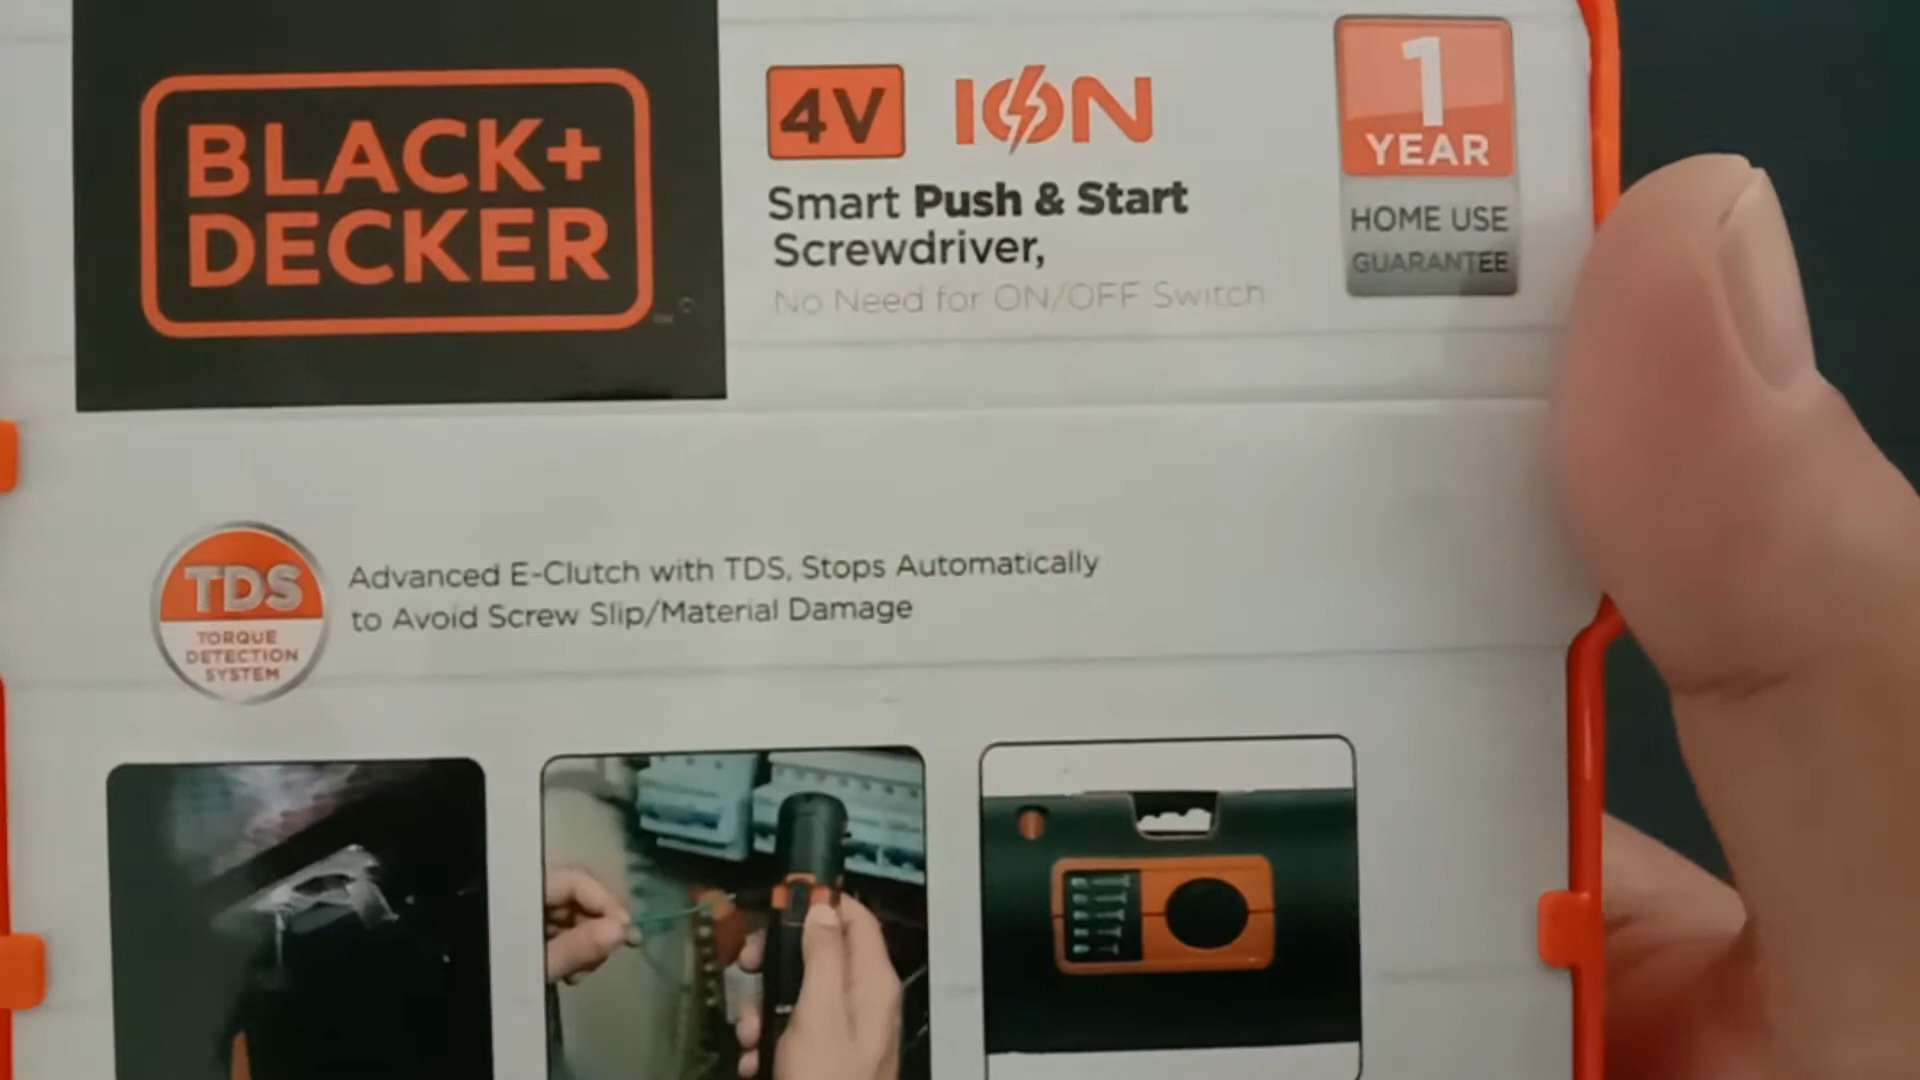 BLACK+
DECKER
4V ION
Smart Push & Start
Screwdriver,
No Need for ON/OFF Switch
1
YEAR
HOME USE
GUARANTEE
TDS
TORQUE
DETECTION
SYSTEM
Advanced E-Clutch with TDS, Stops Automatically
to Avoid Screw Slip/Material Damage